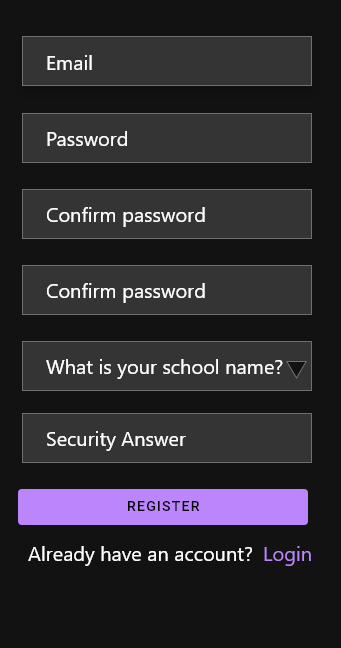 Email
Password
Confirm password
Confirm password
What is your school name?
Security Answer
REGISTER
Already have an account? Login